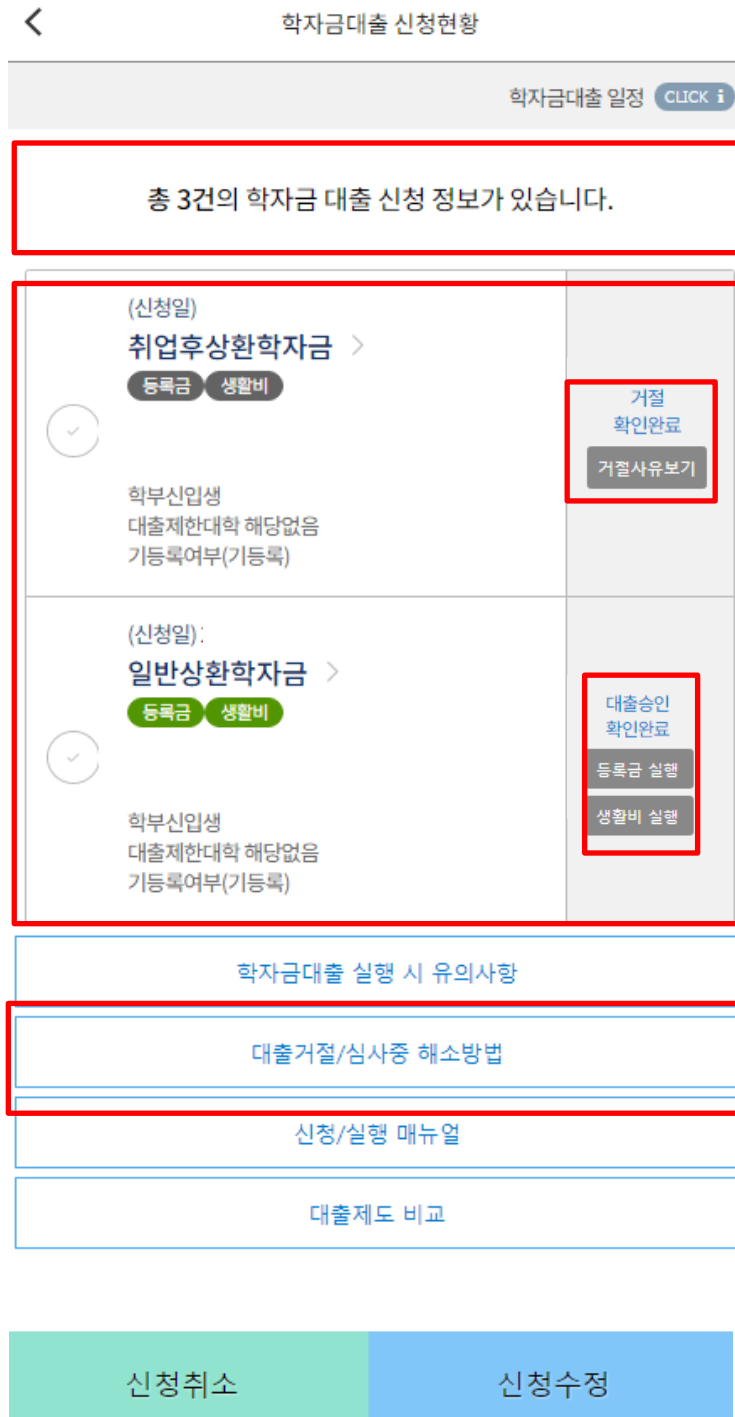 학자금대출 신청현황
학자금대출 일정 CLICK i
총 3건의 학자금 대출 신청 정보가 있습니다.
(신청일)
취업후상환학자금 >
등록금 생활비
거절
확인완료
거절사유보기
학부신입생
대출제한대학 해당없음
기등록여부(기등록)
(신청일) :
일반상환학자금 >
등록금 생활비
대출승인
확인완료
등록금 실행
생활비 실행
학부신입생
대출제한대학 해당없음
기등록여부(기등록)
학자금대출 실행 시 유의사항
대출거절/심사중 해소방법
신청/실행 매뉴얼
대출제도 비교
신청취소 신청수정